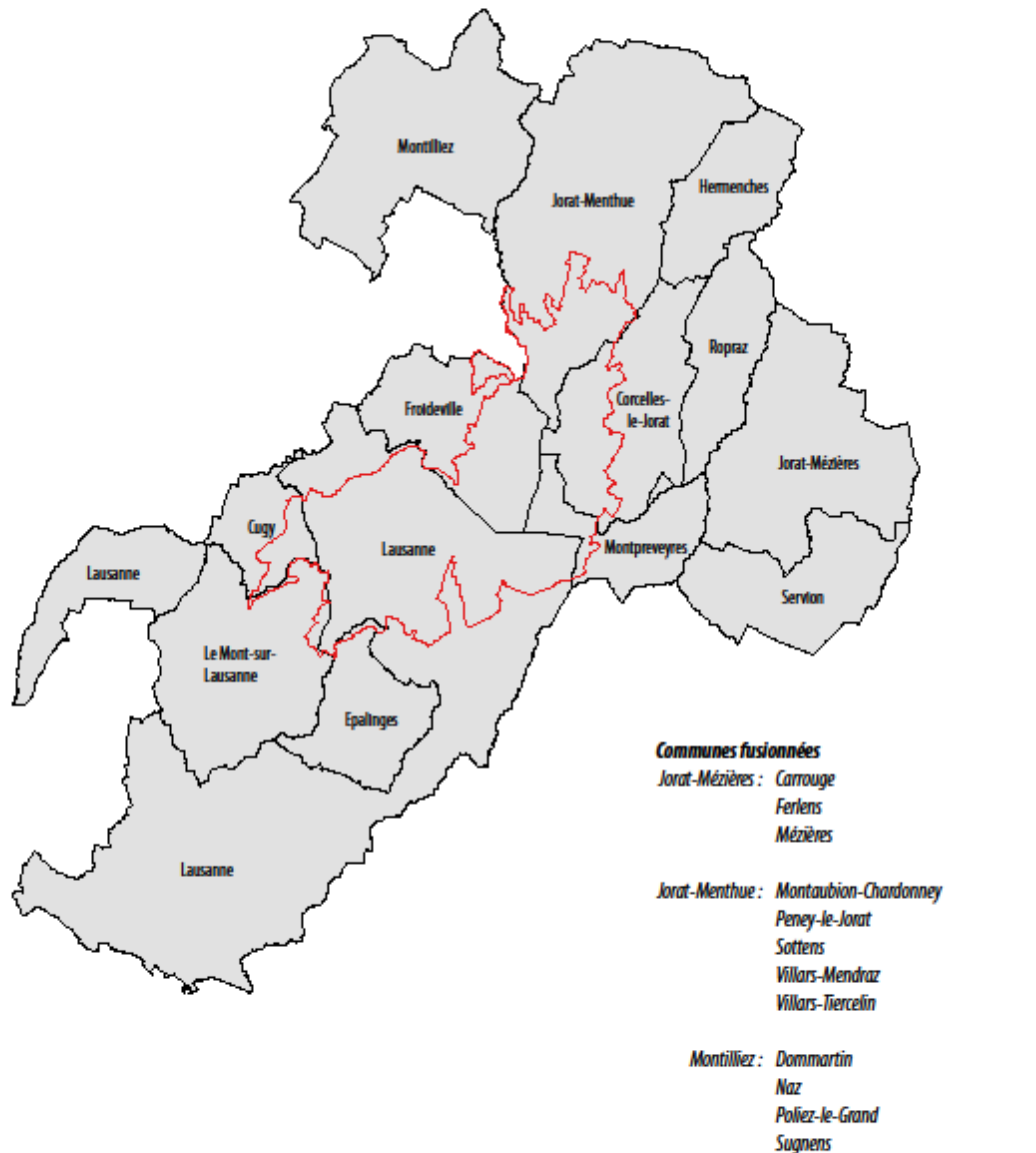 Montilliez
Hermenches
Jorat-Menthue
Ropraz
Froideville
Corcelles-
le-Jorat
Jorat-Mézières
Cugy
Lausanne
Montpreveyres
Lausanne
Servion
Le Mont-sur-
Lausanne
Epalinges
Lausanne
Communes fusionnées
Jorat-Mézières : Carrouge
Ferlens
Mézières
Jorat-Menthue : Montaubion-Chardonney
Peney-le-Jorat
Sottens
Villars-Mendraz
Villars-Tiercelin
Montilliez : Dommartin
Naz
Poliez-le-Grand
Sugnens